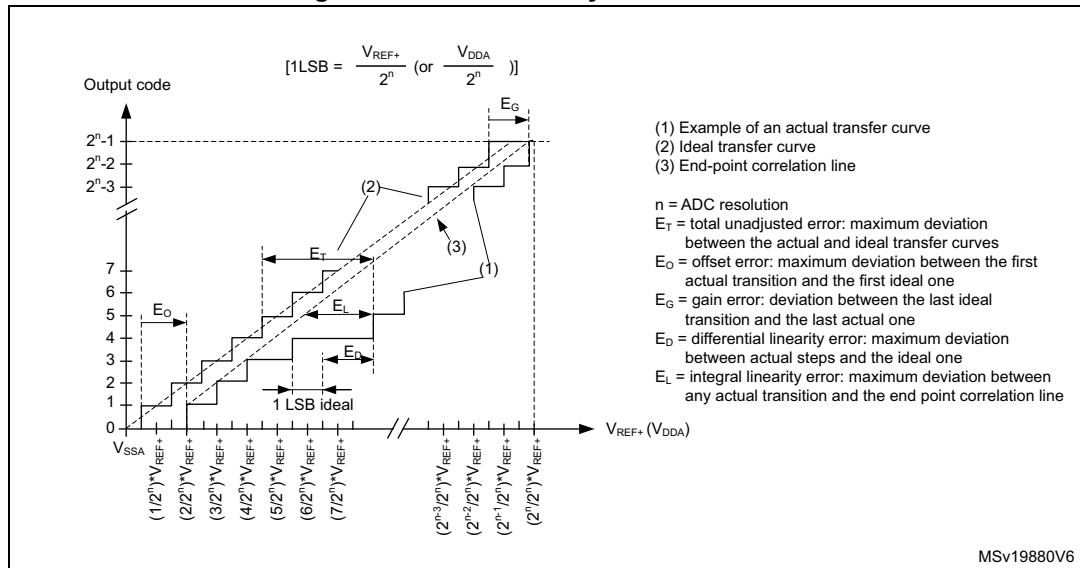 [1LSB = V_REF+ / 2^n (or V_DDA / 2^n )]
Output code
E_G
2^n-1
2^n-2
2^n-3
7
6
5
4
3
2
1
0
(2)
(3)
(1)
E_T
E_L
E_O
E_D
1 LSB ideal
V_SSA
(1/2^n)*V_REF+
(2/2^n)*V_REF+
(3/2^n)*V_REF+
(4/2^n)*V_REF+
(5/2^n)*V_REF+
(6/2^n)*V_REF+
(7/2^n)*V_REF+
(2^n-3/2^n)*V_REF+
(2^n-2/2^n)*V_REF+
(2^n-1/2^n)*V_REF+
(2^n/2^n)*V_REF+
V_REF+ (V_DDA)
(1) Example of an actual transfer curve
(2) Ideal transfer curve
(3) End-point correlation line
n = ADC resolution
E_T = total unadjusted error: maximum deviation
between the actual and ideal transfer curves
E_O = offset error: maximum deviation between the first
actual transition and the first ideal one
E_G = gain error: deviation between the last ideal
transition and the last actual one
E_D = differential linearity error: maximum deviation
between actual steps and the ideal one
E_L = integral linearity error: maximum deviation between
any actual transition and the end point correlation line
MSv19880V6